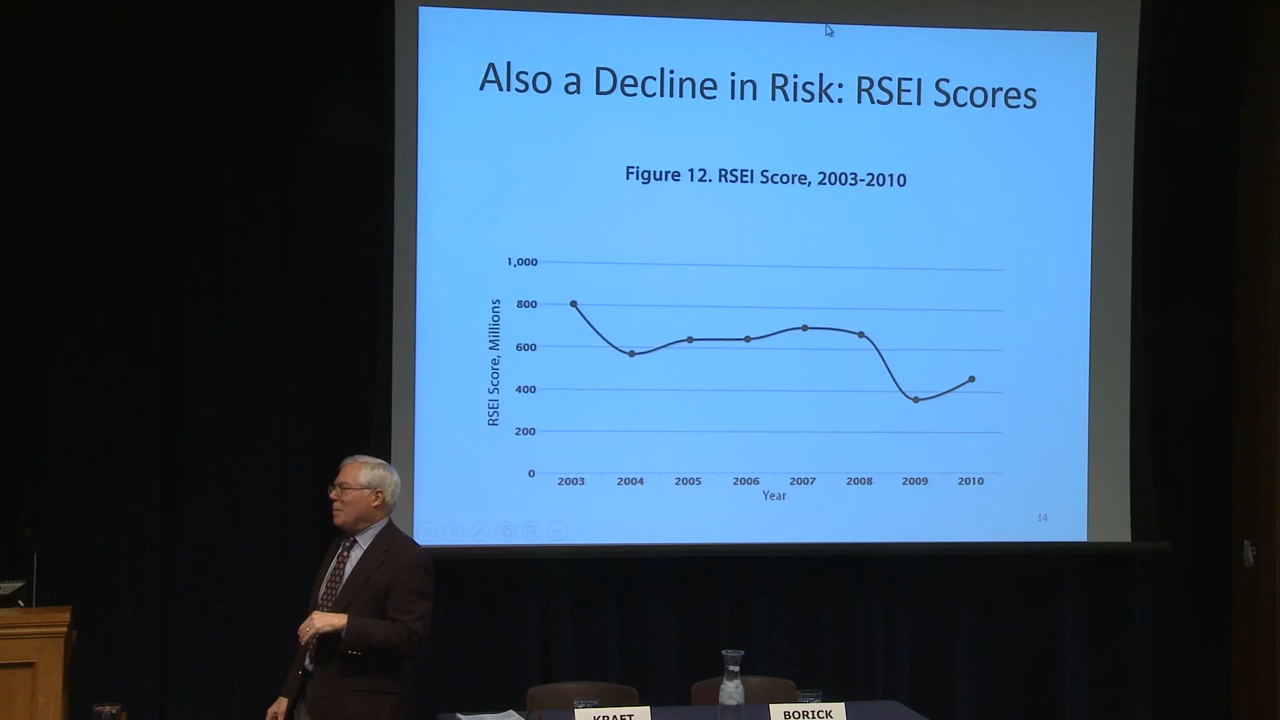 Also a Decline in Risk: RSEI Scores
Figure 12. RSEI Score, 2003-2010
RSEI Score, Millions
1,000
800
600
400
200
0
2003 2004 2005 2006 2007 2008 2009 2010
Year
14
KRAFT
BORICK